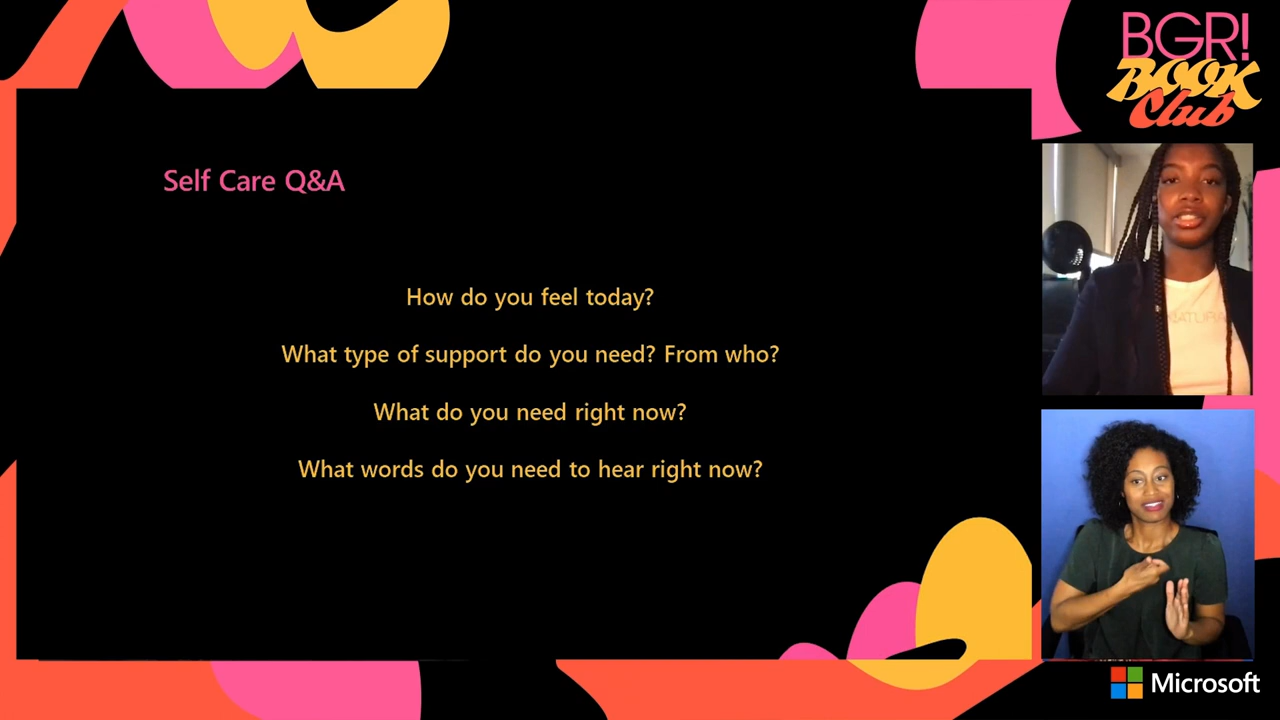 BGR!
BOOK
Club
Self Care Q&A
How do you feel today?
What type of support do you need? From who?
What do you need right now?
What words do you need to hear right now?
Microsoft